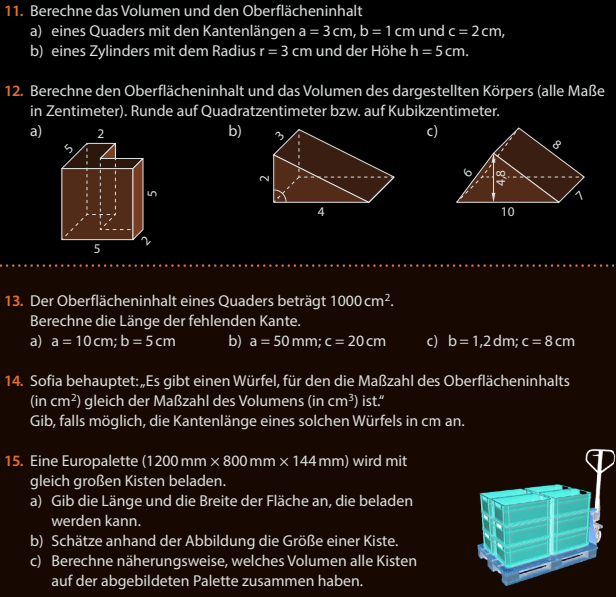 11. Berechne das Volumen und den Oberflächeninhalt
a) eines Quaders mit den Kantenlängen a = 3 cm, b = 1 cm und c = 2 cm,
b) eines Zylinders mit dem Radius r = 3 cm und der Höhe h = 5 cm.
12. Berechne den Oberflächeninhalt und das Volumen des dargestellten Körpers (alle Maße
in Zentimeter). Runde auf Quadratzentimeter bzw. auf Kubikzentimeter.
a) b) c)
5 2 5 5 2
3 2 4
6 4,8 8 7 10
13. Der Oberflächeninhalt eines Quaders beträgt 1000 cm².
Berechne die Länge der fehlenden Kante.
a) a = 10 cm; b = 5 cm b) a = 50 mm; c = 20 cm c) b = 1,2 dm; c = 8 cm
14. Sofia behauptet: „Es gibt einen Würfel, für den die Maßzahl des Oberflächeninhalts
(in cm²) gleich der Maßzahl des Volumens (in cm³) ist.“
Gib, falls möglich, die Kantenlänge eines solchen Würfels in cm an.
15. Eine Europalette (1200 mm × 800 mm × 144 mm) wird mit
gleich großen Kisten beladen.
a) Gib die Länge und die Breite der Fläche an, die beladen
werden kann.
b) Schätze anhand der Abbildung die Größe einer Kiste.
c) Berechne näherungsweise, welches Volumen alle Kisten
auf der abgebildeten Palette zusammen haben.